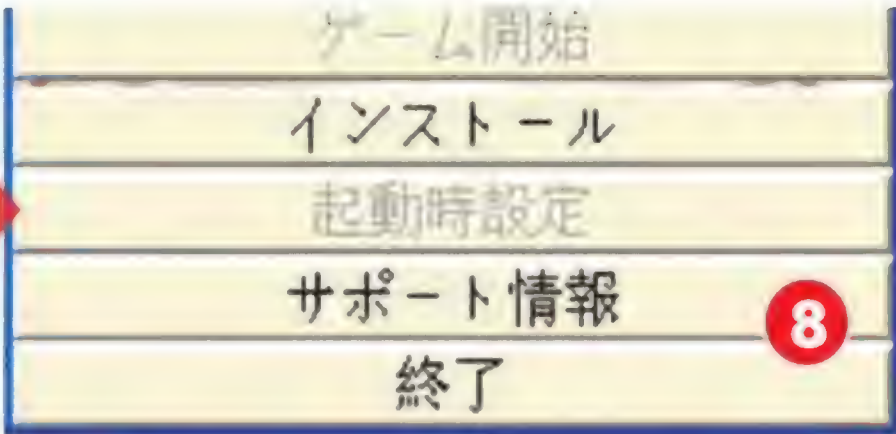 ゲーム開始
インストール
起動時設定
サポート情報
8
終了